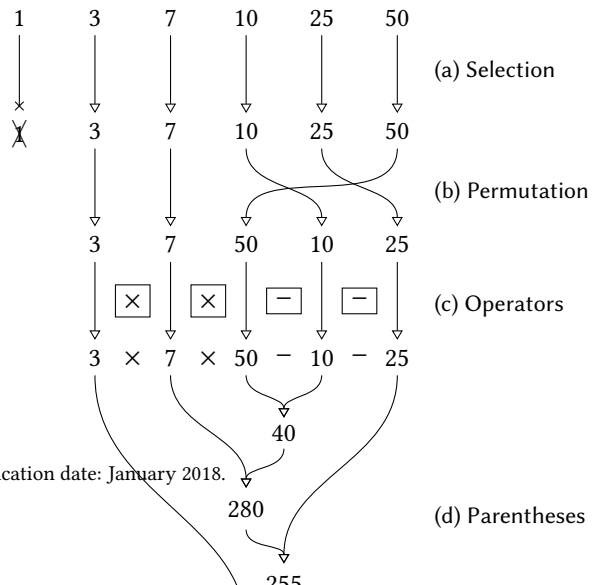 1 3 7 10 25 50
(a) Selection
1 3 7 10 25 50
(b) Permutation
3 7 50 10 25
× × − −
(c) Operators
3 × 7 × 50 − 10 − 25
40
cation date: January 2018.
280
(d) Parentheses
255